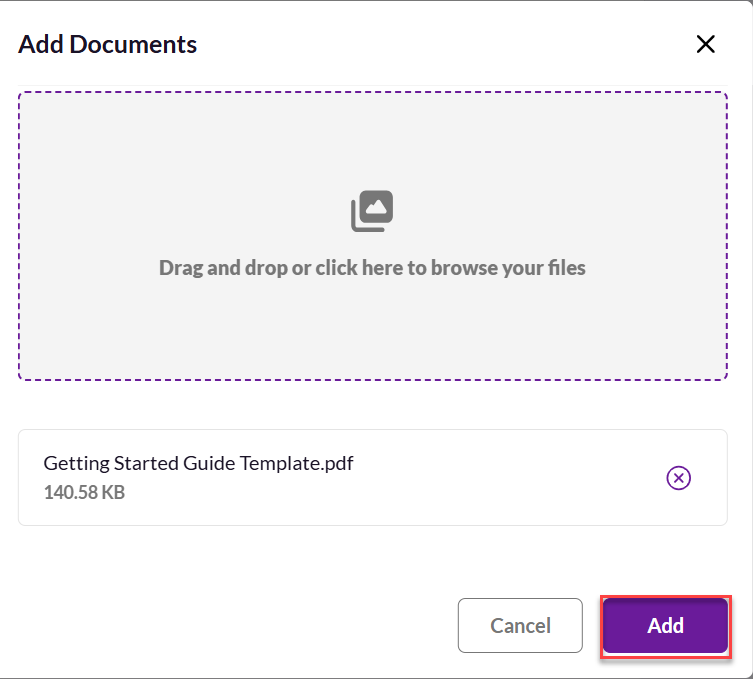 Add Documents
Drag and drop or click here to browse your files
Getting Started Guide Template.pdf
140.58 KB
Cancel
Add